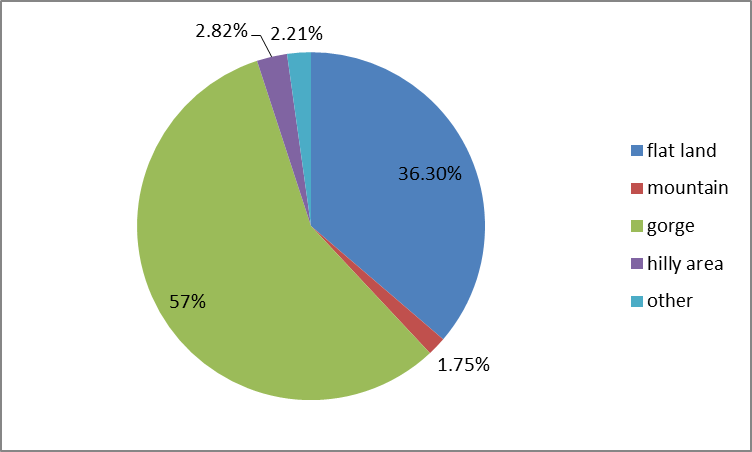 2.82%
2.21%
36.30%
57%
1.75%
flat land
mountain
gorge
hilly area
other